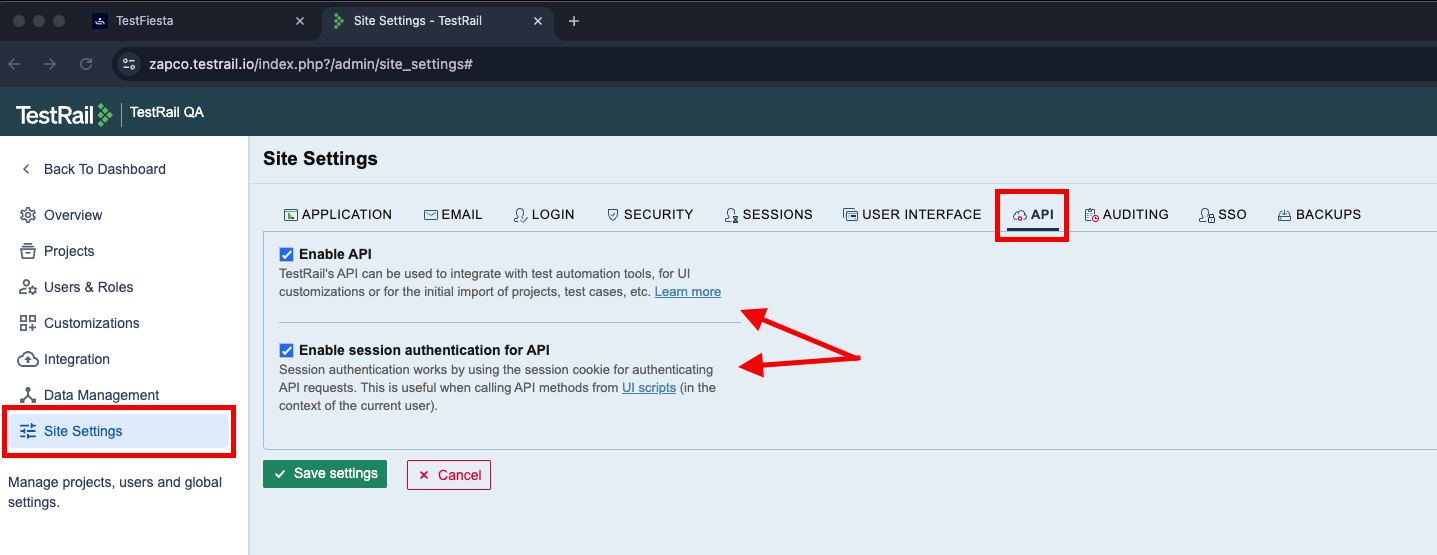 TestFiesta
Site Settings - TestRail
zapco.testrail.io/index.php?/admin/site_settings#
TestRail
TestRail QA
Back To Dashboard
Overview
Projects
Users & Roles
Customizations
Integration
Data Management
Site Settings
Manage projects, users and global
settings.
Site Settings
APPLICATION EMAIL LOGIN SECURITY SESSIONS USER INTERFACE API AUDITING SSO BACKUPS
Enable API
TestRail's API can be used to integrate with test automation tools, for UI
customizations or for the initial import of projects, test cases, etc. Learn more
Enable session authentication for API
Session authentication works by using the session cookie for authenticating
API requests. This is useful when calling API methods from UI scripts (in the
context of the current user).
Save settings
Cancel